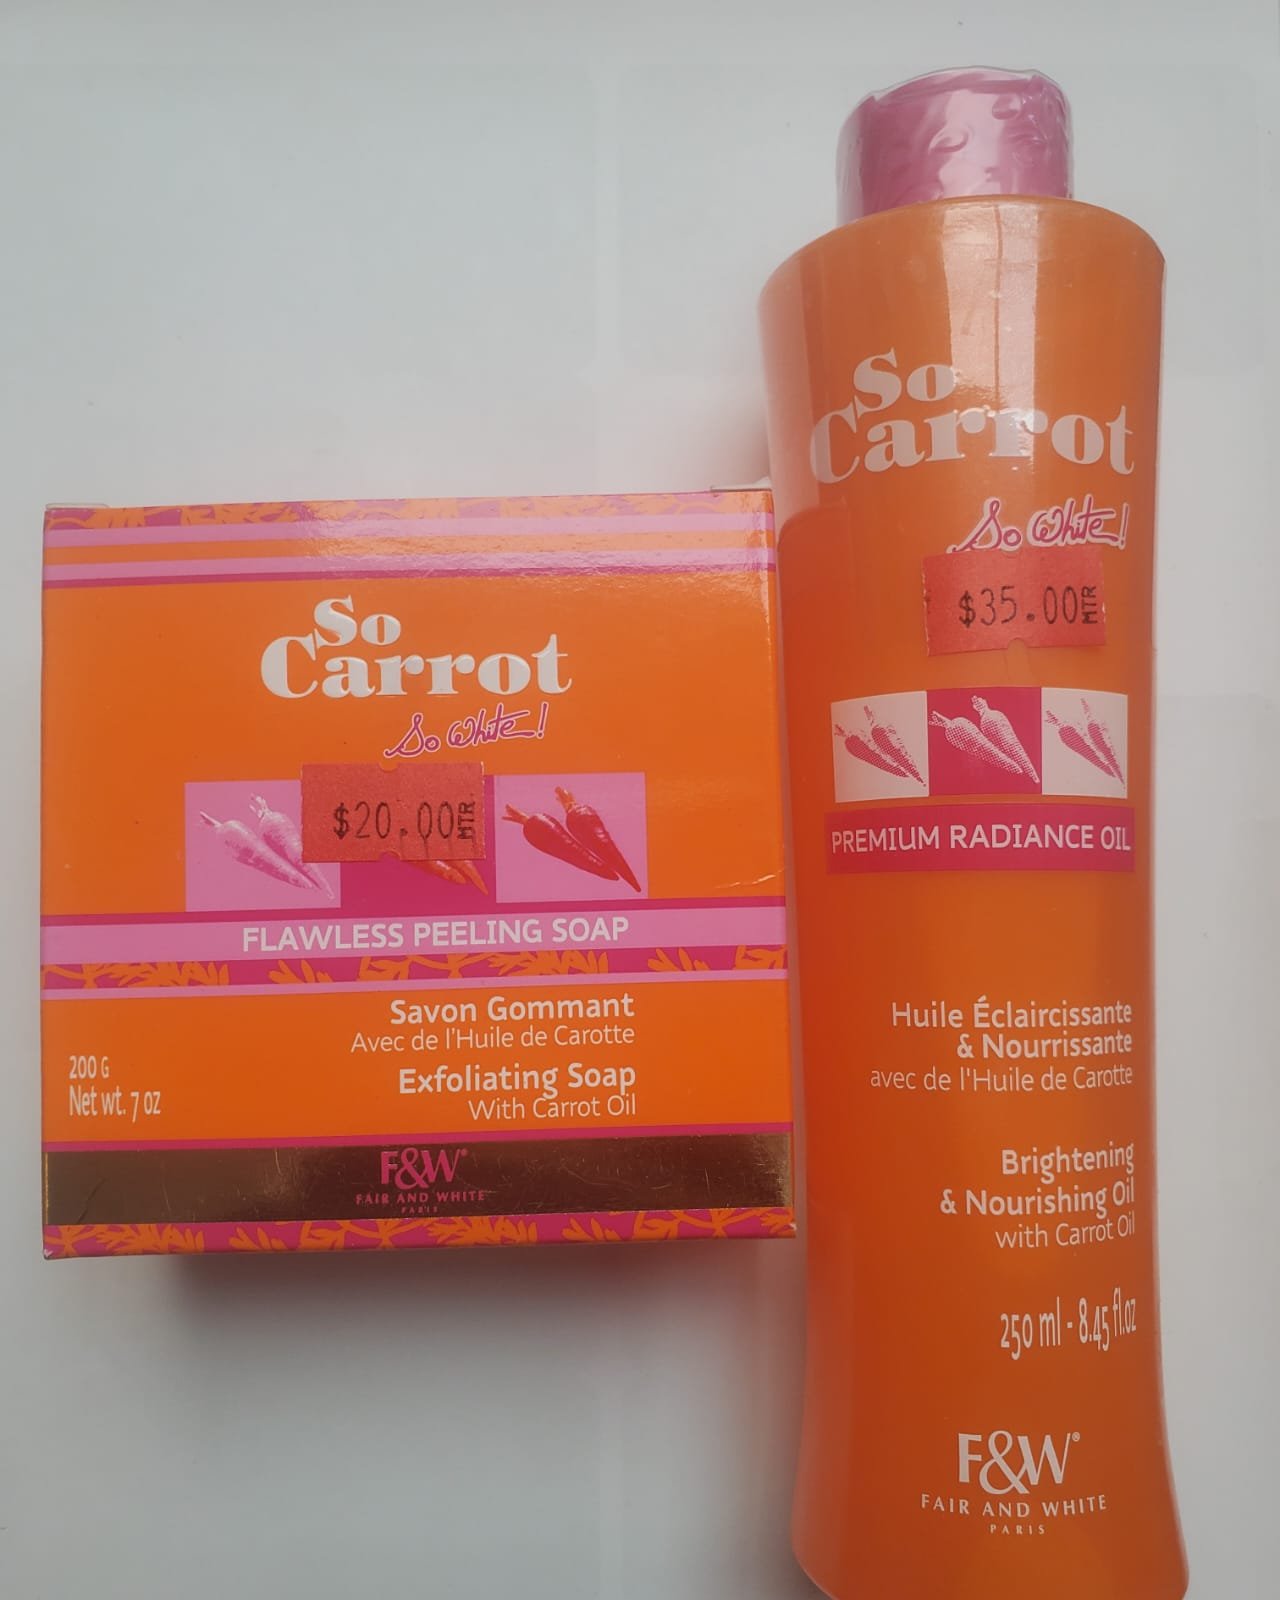 So
Carrot
So White!
$20.00 MTR
FLAWLESS PEELING SOAP
Savon Gommant
Avec de l'Huile de Carotte
Exfoliating Soap
With Carrot Oil
200 G
Net wt. 7 oz
F&W®
FAIR AND WHITE
PARIS
So
Carrot
So White!
$35.00 MTR
PREMIUM RADIANCE OIL
Huile Éclaircissante
& Nourrissante
avec de l'Huile de Carotte
Brightening
& Nourishing Oil
with Carrot Oil
250 ml - 8.45 fl.oz
F&W®
FAIR AND WHITE
PARIS